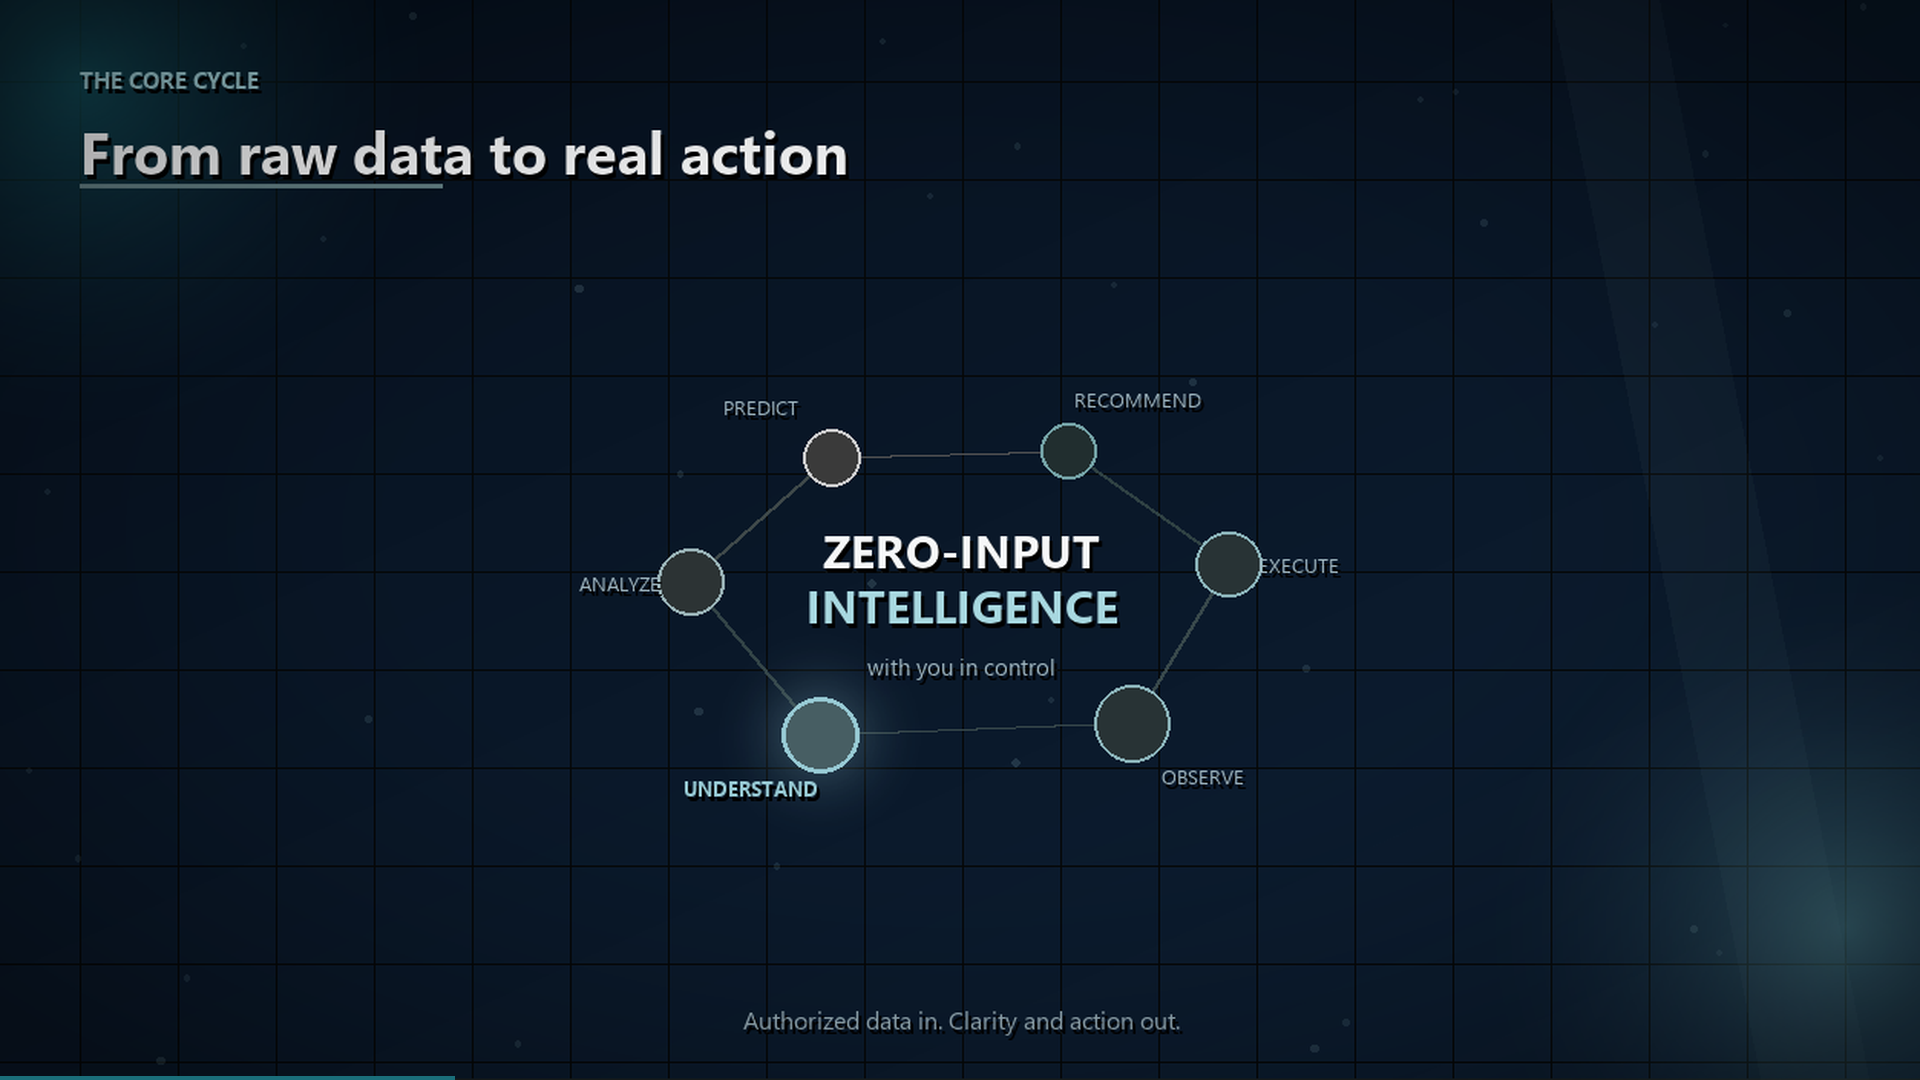 THE CORE CYCLE
From raw data to real action
PREDICT
RECOMMEND
ZERO-INPUT
INTELLIGENCE
EXECUTE
ANALYZE
with you in control
OBSERVE
UNDERSTAND
Authorized data in. Clarity and action out.